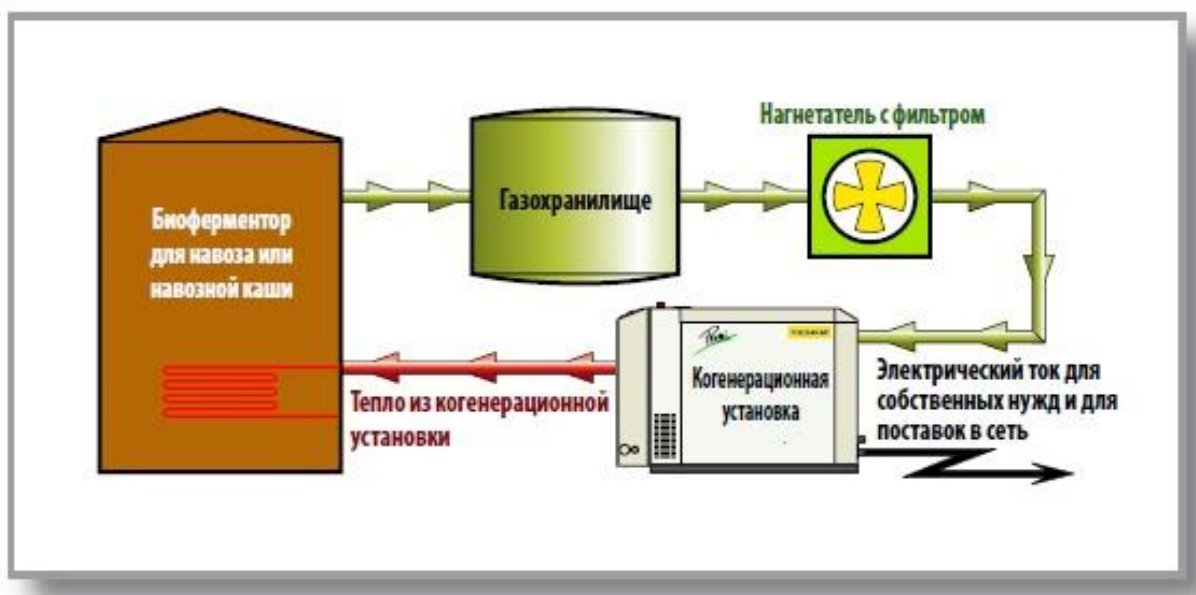 Нагнетатель с фильтром
Газохранилище
Биоферментор
для навоза или
навозной каши
Когенерационная
установка
Электрический ток для
собственных нужд и для
поставок в сеть
Тепло из когенерационной
установки